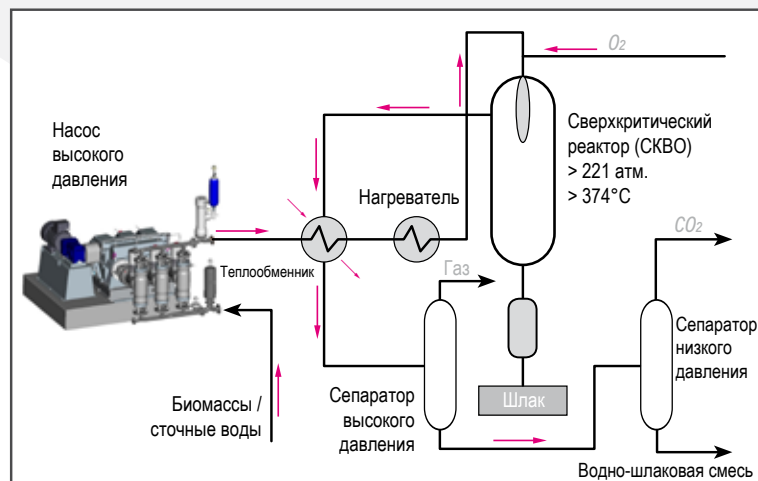 O₂
Насос
высокого
давления
Сверхкритический
реактор (СКВО)
> 221 атм.
> 374°C
Нагреватель
Теплообменник
Газ
CO₂
Сепаратор
низкого
давления
Биомассы /
сточные воды
Сепаратор
высокого
давления
Шлак
Водно-шлаковая смесь